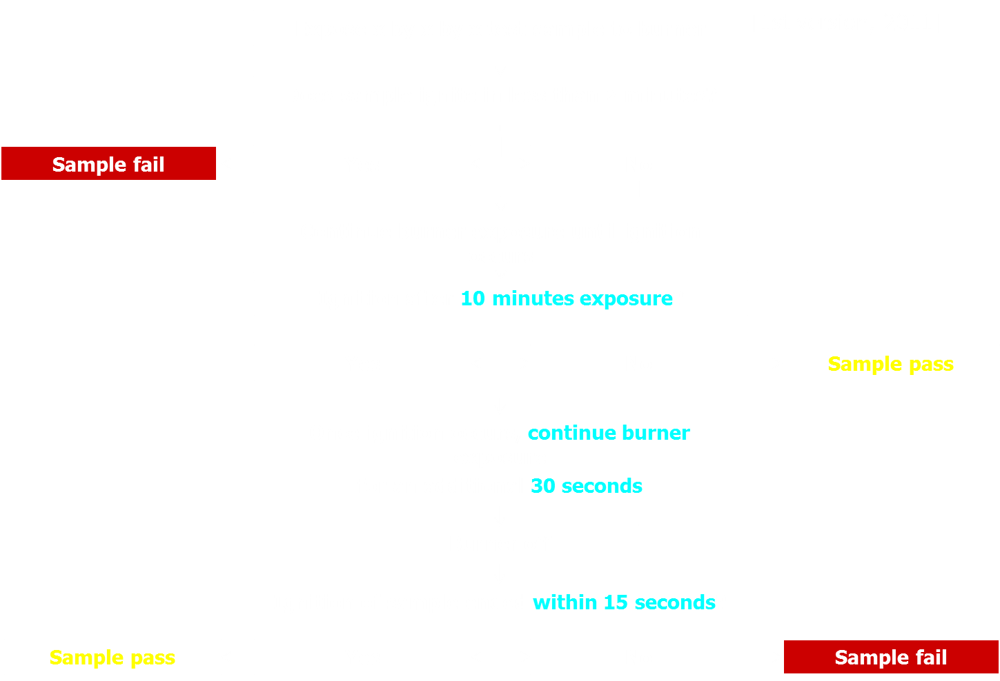 Sample fail
10 minutes exposure
Sample pass
continue burner
30 seconds
within 15 seconds
Sample pass
Sample fail